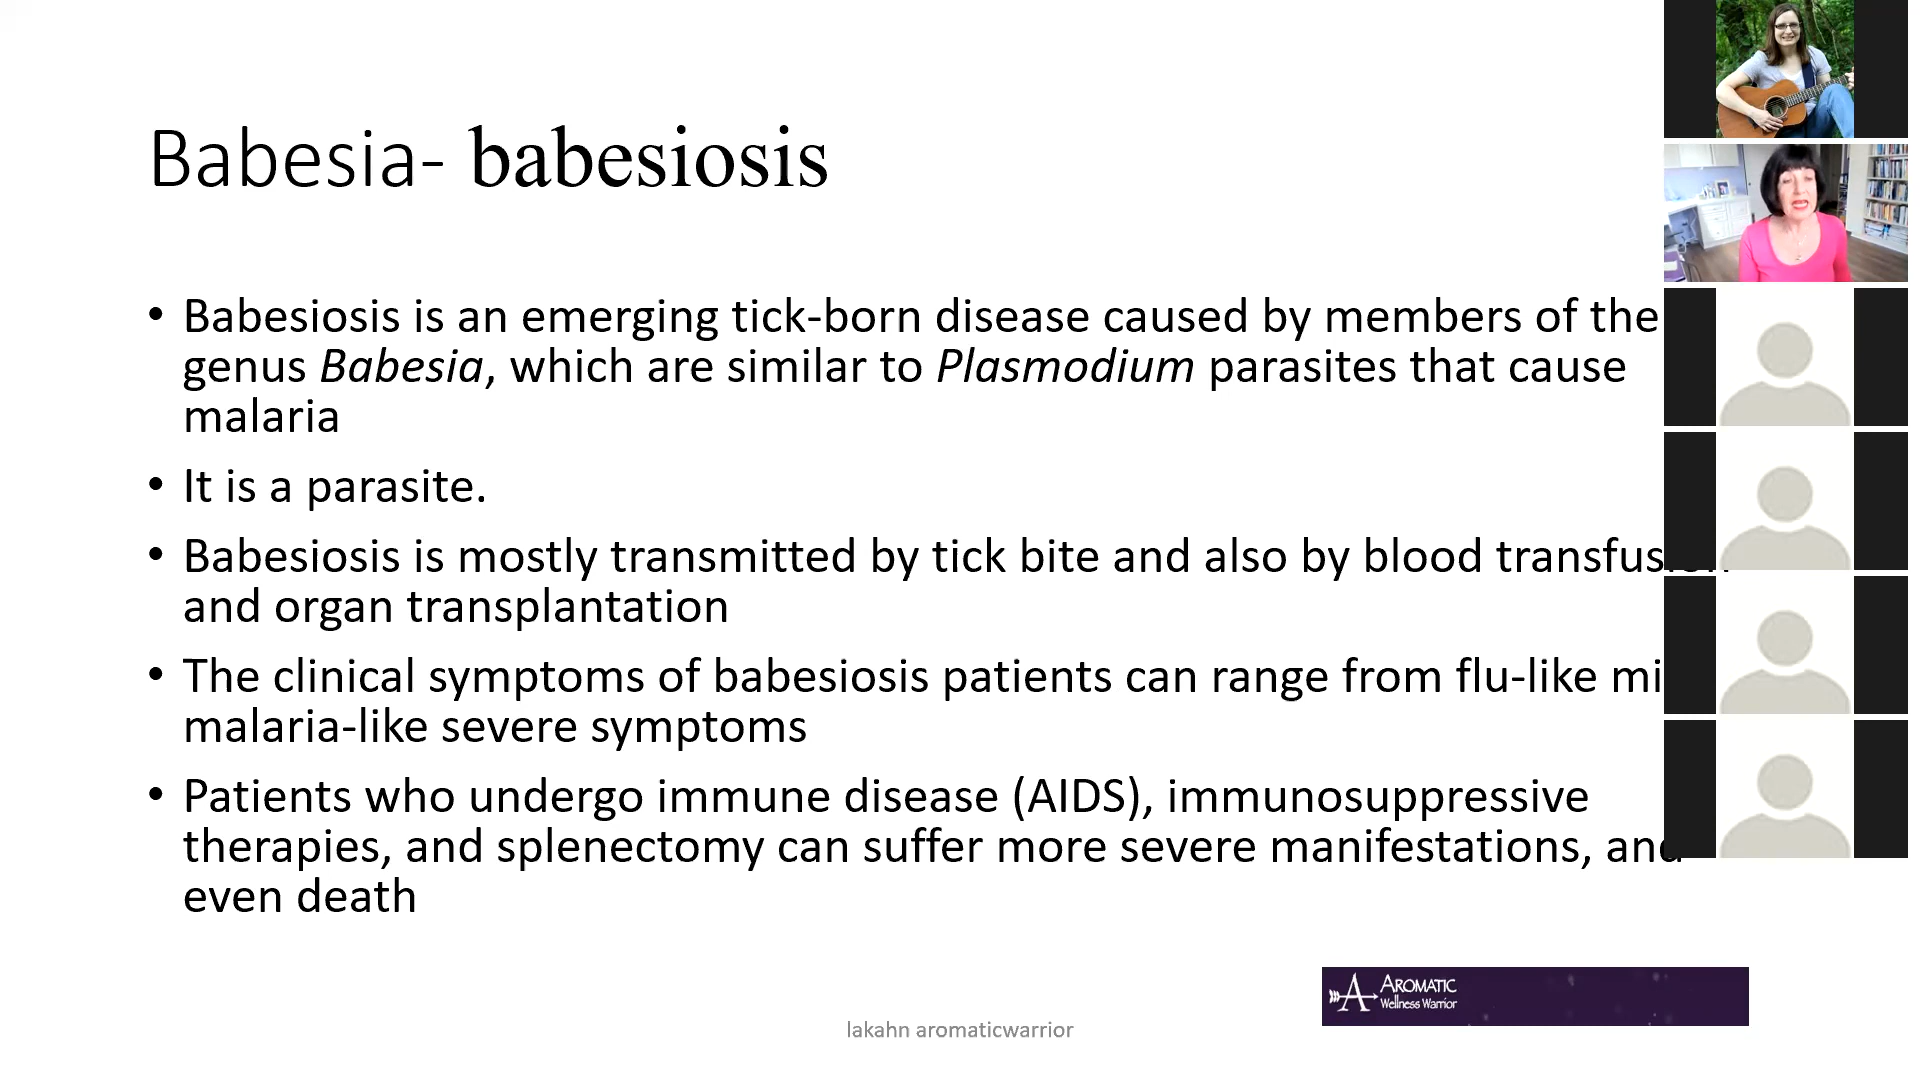 Babesia- babesiosis
• Babesiosis is an emerging tick-born disease caused by members of the
genus Babesia, which are similar to Plasmodium parasites that cause
malaria
• It is a parasite.
• Babesiosis is mostly transmitted by tick bite and also by blood transfusion
and organ transplantation
• The clinical symptoms of babesiosis patients can range from flu-like
malaria-like severe symptoms
• Patients who undergo immune disease (AIDS), immunosuppressive
therapies, and splenectomy can suffer more severe manifestations, and
even death
AROMATIC
Wellness Warrior
lakahn aromaticwarrior